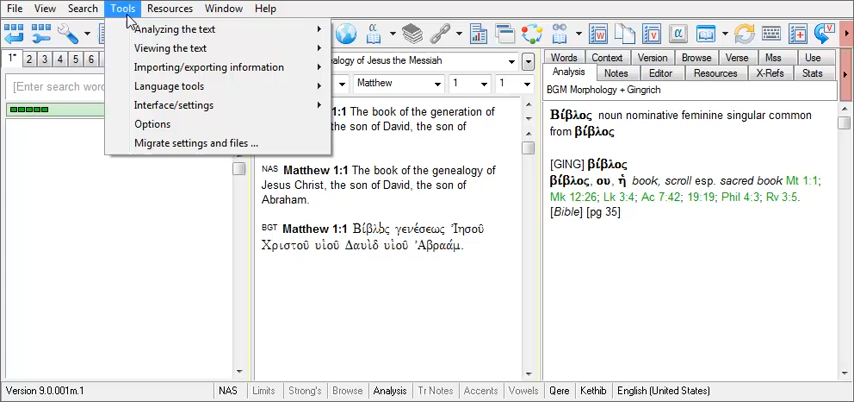 File View Search Tools Resources Window Help
Analyzing the text
Viewing the text
Importing/exporting information
Language tools
Interface/settings
Options
Migrate settings and files ...
1* 2 3 4 5 6 7
[Enter search word
ealogy of Jesus the Messiah
Matthew 1:1 1
1:1 The book of the generation of
the son of David, the son of
NAS Matthew 1:1 The book of the genealogy of
Jesus Christ, the son of David, the son of
Abraham.
BGT Matthew 1:1 Βίβλος γενέσεως Ἰησοῦ
Χριστοῦ υἱοῦ Δαυὶδ υἱοῦ Ἀβραάμ.
Words Context Version Browse Verse Mss Use
Analysis Notes Editor Resources X-Refs Stats
BGM Morphology + Gingrich
Βίβλος noun nominative feminine singular common
from βίβλος
[GING] βίβλος
βίβλος, ου, ἡ book, scroll esp. sacred book Mt 1:1;
Mk 12:26; Lk 3:4; Ac 7:42; 19:19; Phil 4:3; Rv 3:5.
[Bible] [pg 35]
Version 9.0.001m.1 NAS Limits Strong's Browse Analysis Tr Notes Accents Vowels Qere Kethib English (United States)